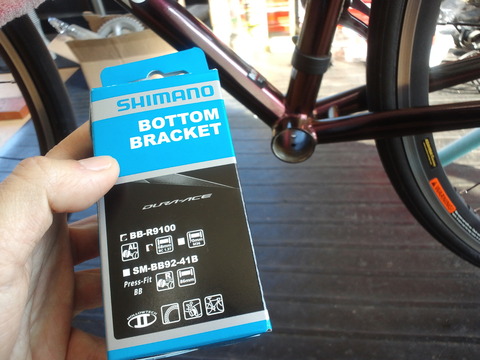 SHIMANO
BOTTOM
BRACKET
DURA-ACE
BB-R9100
SM-BB92-41B
Press-Fit
BB